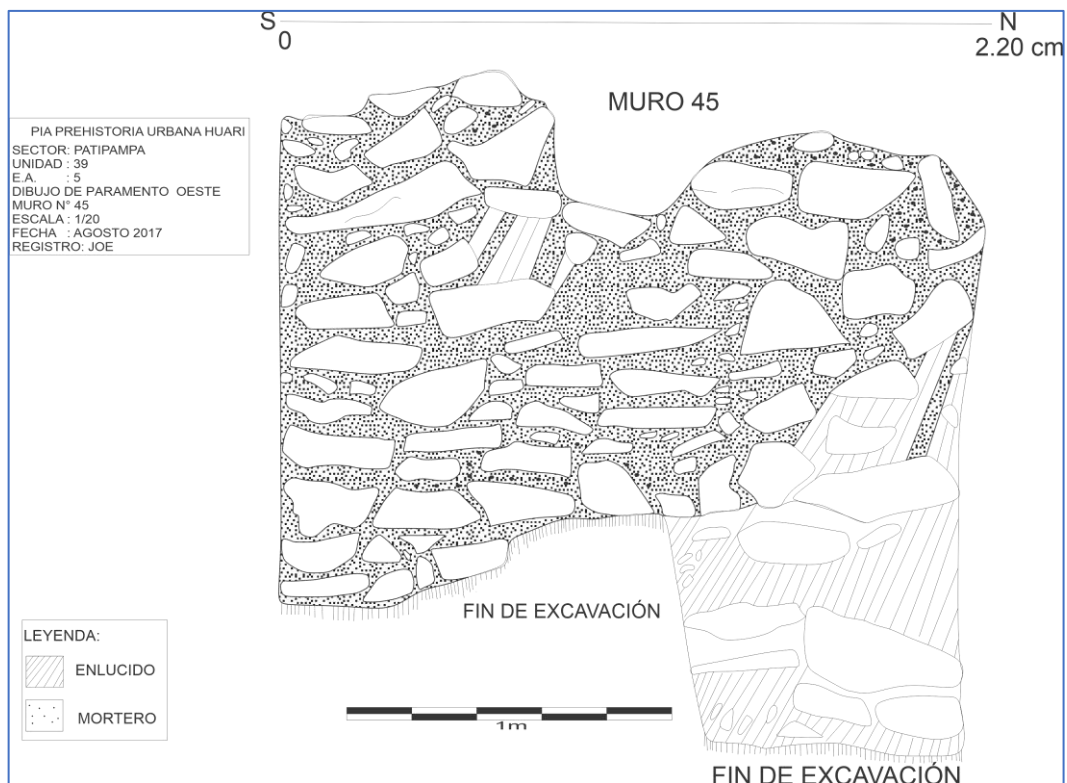 S N
0 2.20 cm
MURO 45
PIA PREHISTORIA URBANA HUARI
SECTOR: PATIPAMPA
UNIDAD : 39
E.A. : 5
DIBUJO DE PARAMENTO OESTE
MURO N° 45
ESCALA : 1/20
FECHA : AGOSTO 2017
REGISTRO: JOE
FIN DE EXCAVACIÓN
LEYENDA:
ENLUCIDO
MORTERO
1m
FIN DE EXCAVACIÓN